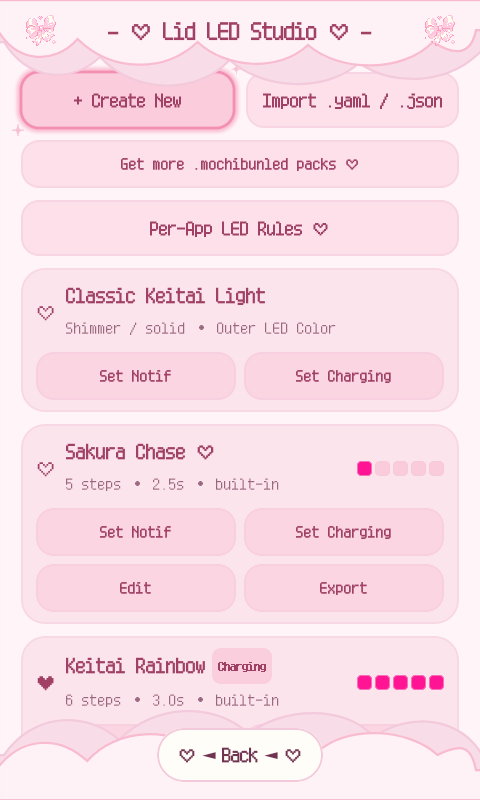 – ♡ Lid LED Studio ♡ –
+ Create New
Import .yaml / .json
Get more .mochibunled packs ♡
Per-App LED Rules ♡
Classic Keitai Light
Shimmer / solid • Outer LED Color
Set Notif
Set Charging
Sakura Chase ♡
5 steps • 2.5s • built-in
Set Notif
Set Charging
Edit
Export
Keitai Rainbow
Charging
6 steps • 3.0s • built-in
♡ ◄ Back ◄ ♡